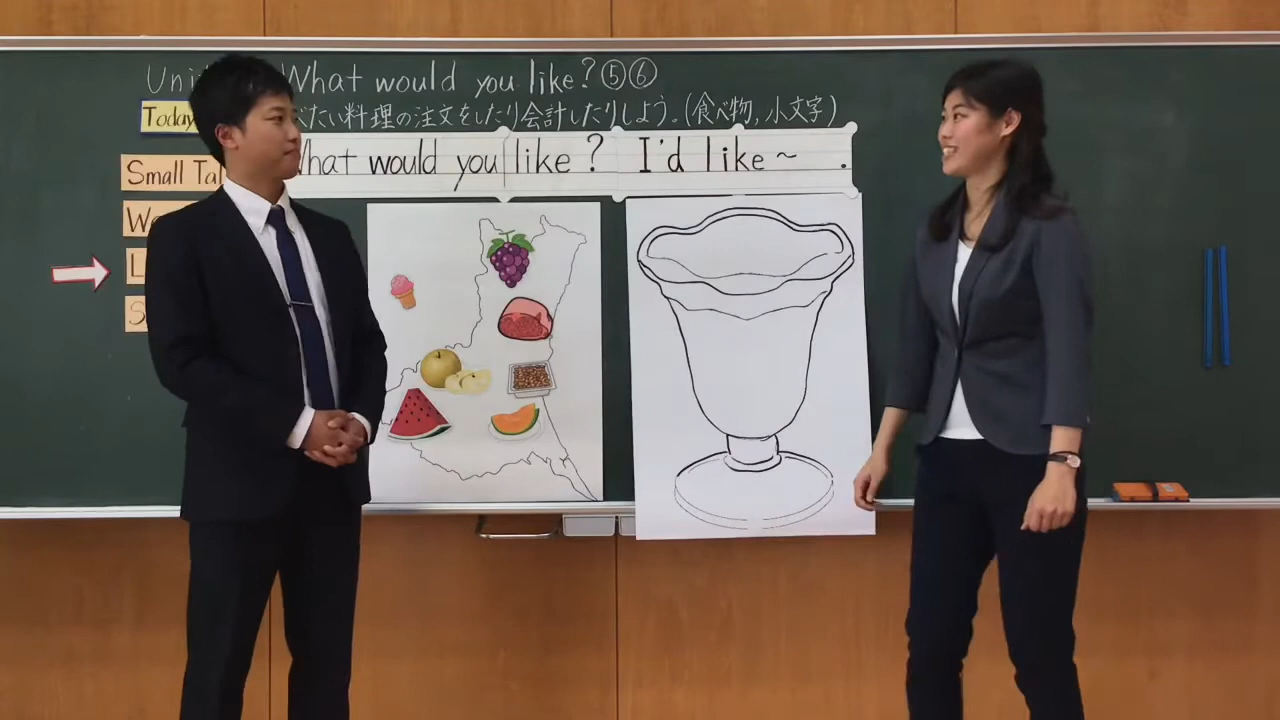 Uni What would you like?⑤⑥
Today
べたい料理の注文をしたり会計したりしよう。(食べ物,小文字)
What would you like? I'd like ~ .
Small Tal
W
L
S